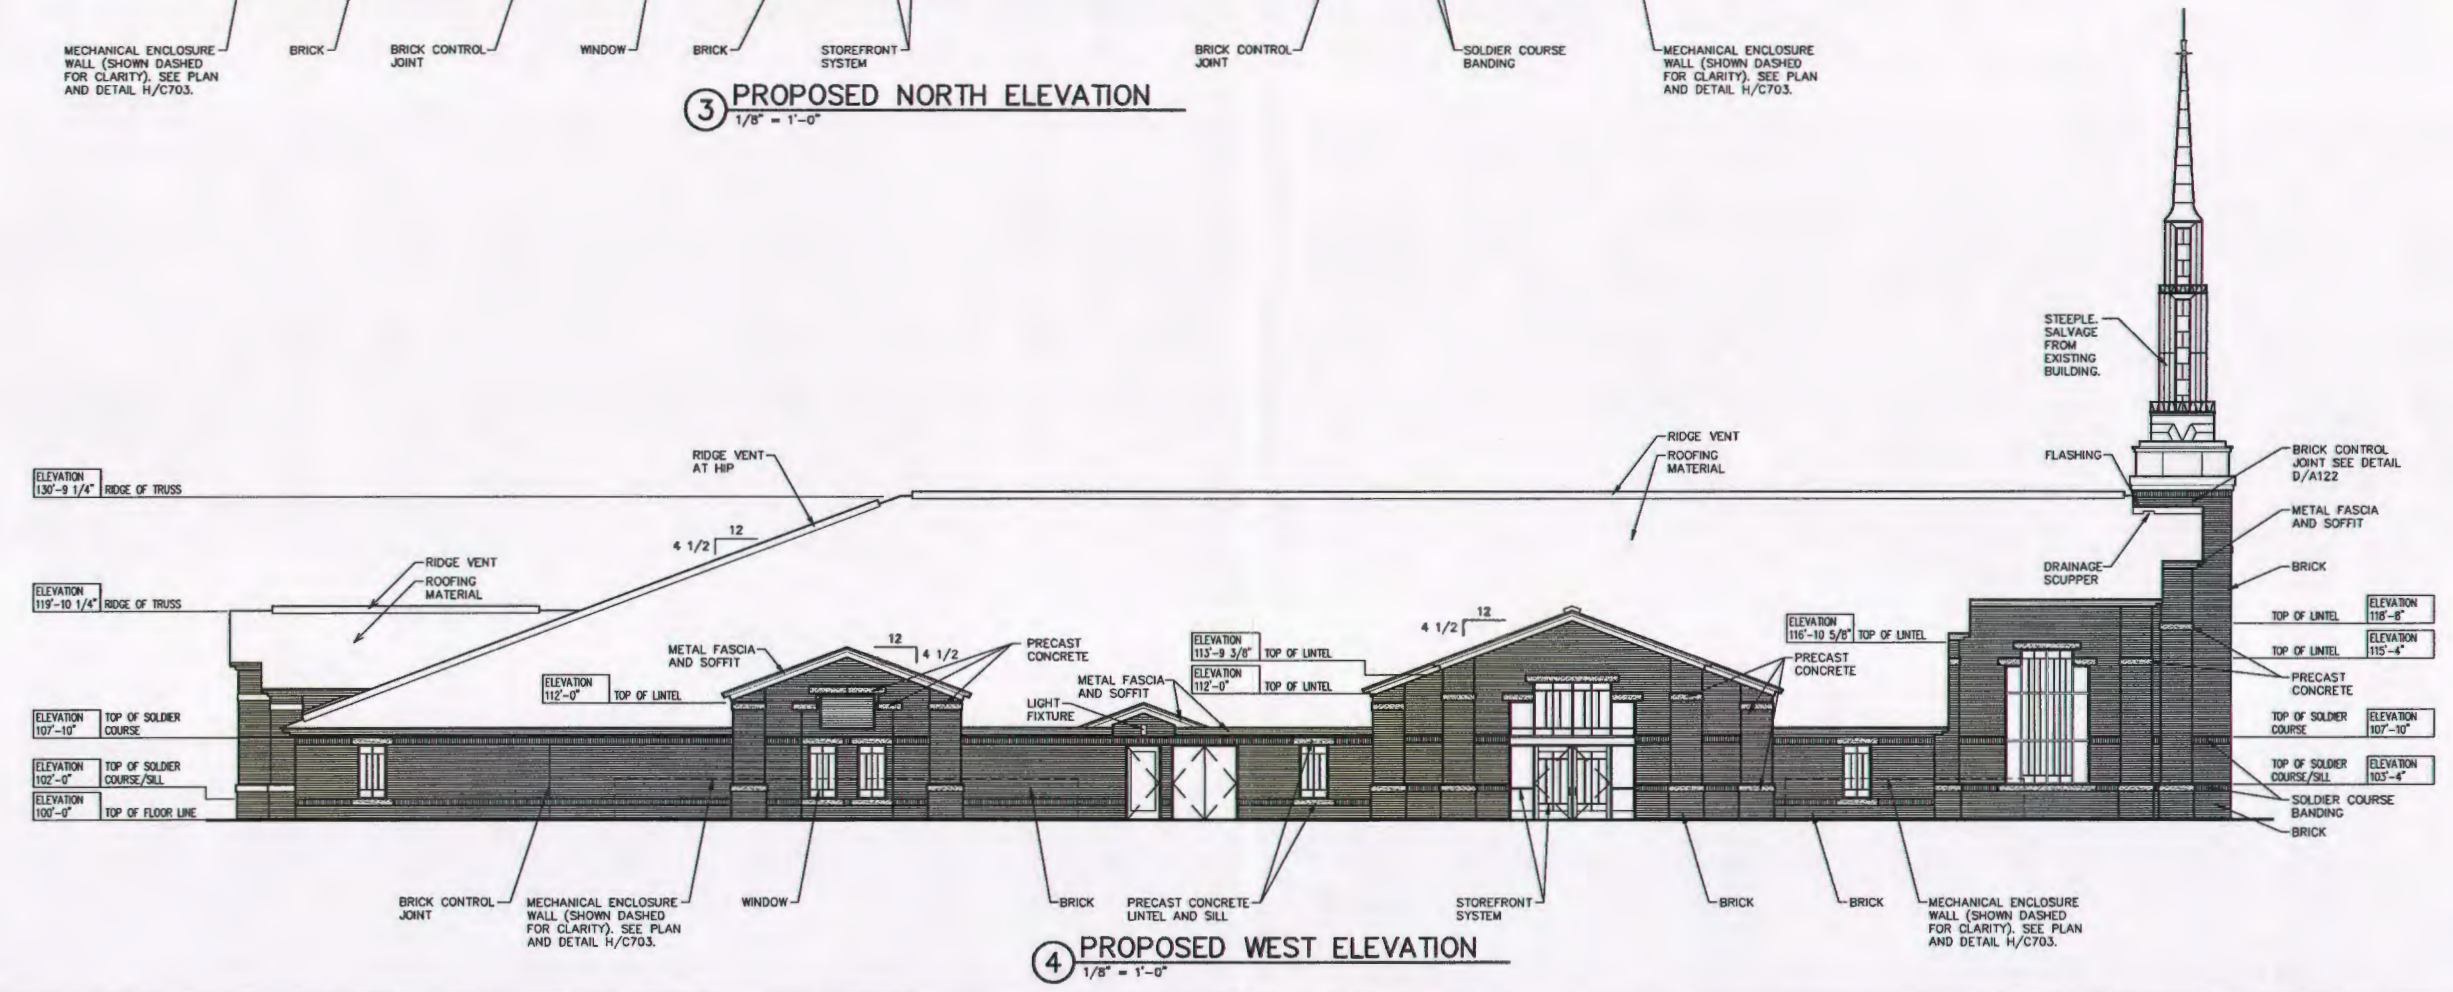 MECHANICAL ENCLOSURE
WALL (SHOWN DASHED
FOR CLARITY). SEE PLAN
AND DETAIL H/C703.
BRICK
BRICK CONTROL
JOINT
WINDOW
BRICK
STOREFRONT
SYSTEM
BRICK CONTROL
JOINT
SOLDIER COURSE
BANDING
MECHANICAL ENCLOSURE
WALL (SHOWN DASHED
FOR CLARITY). SEE PLAN
AND DETAIL H/C703.
3 PROPOSED NORTH ELEVATION
1/8" = 1'-0"
STEEPLE.
SALVAGE
FROM
EXISTING
BUILDING.
RIDGE VENT
AT HIP
RIDGE VENT
ROOFING
MATERIAL
FLASHING
BRICK CONTROL
JOINT SEE DETAIL
D/A122
ELEVATION
130'-9 1/4" RIDGE OF TRUSS
METAL FASCIA
AND SOFFIT
12
4 1/2
RIDGE VENT
ROOFING
MATERIAL
DRAINAGE
SCUPPER
BRICK
ELEVATION
119'-10 1/4" RIDGE OF TRUSS
12
4 1/2
12
4 1/2
METAL FASCIA
AND SOFFIT
PRECAST
CONCRETE
ELEVATION
113'-9 3/8" TOP OF LINTEL
ELEVATION
112'-0" TOP OF LINTEL
ELEVATION
116'-10 5/8" TOP OF LINTEL
PRECAST
CONCRETE
TOP OF LINTEL ELEVATION
118'-8"
TOP OF LINTEL ELEVATION
115'-4"
PRECAST
CONCRETE
ELEVATION
112'-0" TOP OF LINTEL
METAL FASCIA
AND SOFFIT
LIGHT
FIXTURE
ELEVATION
107'-10" TOP OF SOLDIER
COURSE
TOP OF SOLDIER
COURSE ELEVATION
107'-10"
ELEVATION
102'-0" TOP OF SOLDIER
COURSE/SILL
TOP OF SOLDIER
COURSE/SILL ELEVATION
103'-4"
ELEVATION
100'-0" TOP OF FLOOR LINE
SOLDIER COURSE
BANDING
BRICK
BRICK CONTROL
JOINT
MECHANICAL ENCLOSURE
WALL (SHOWN DASHED
FOR CLARITY). SEE PLAN
AND DETAIL H/C703.
WINDOW
BRICK
PRECAST CONCRETE
LINTEL AND SILL
STOREFRONT
SYSTEM
BRICK
BRICK
MECHANICAL ENCLOSURE
WALL (SHOWN DASHED
FOR CLARITY). SEE PLAN
AND DETAIL H/C703.
4 PROPOSED WEST ELEVATION
1/8" = 1'-0"